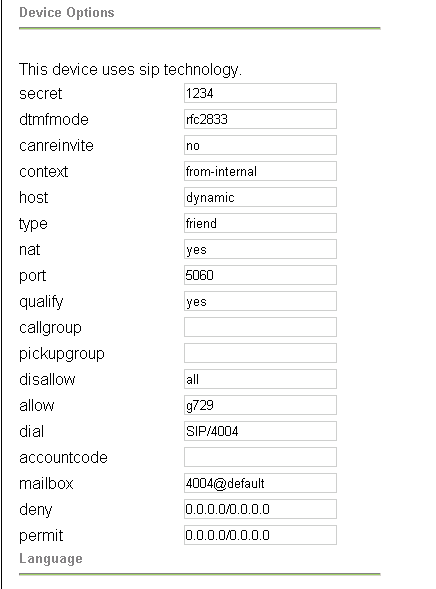 Device Options
This device uses sip technology.
secret 1234
dtmfmode rfc2833
canreinvite no
context from-internal
host dynamic
type friend
nat yes
port 5060
qualify yes
callgroup
pickupgroup
disallow all
allow g729
dial SIP/4004
accountcode
mailbox 4004@default
deny 0.0.0.0/0.0.0.0
permit 0.0.0.0/0.0.0.0
Language